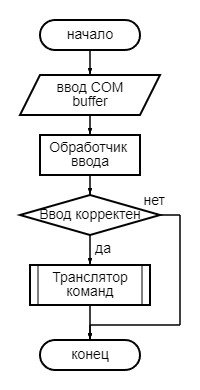 начало
ввод COM
buffer
Обработчик
ввода
нет
Ввод корректен
да
Транслятор
команд
конец